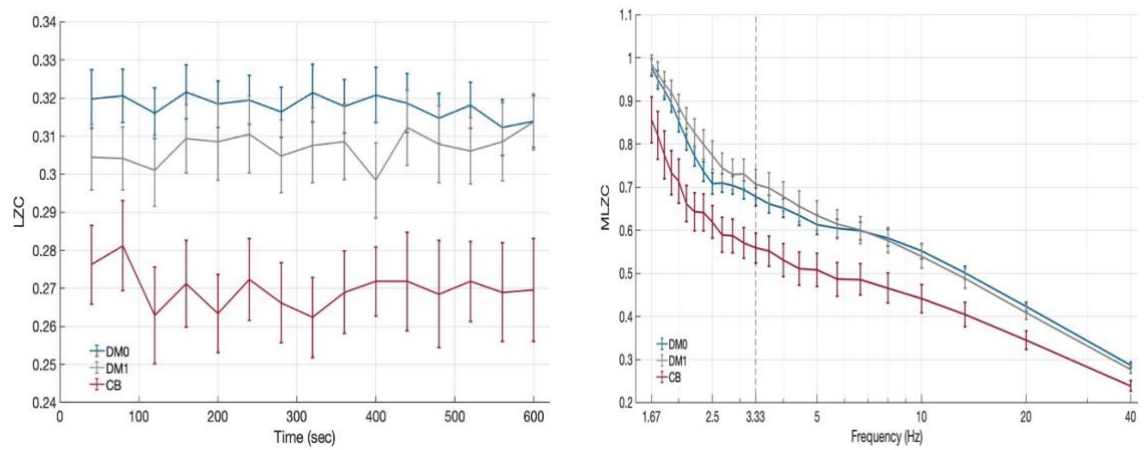 0.34
0.33
0.32
0.31
0.3
0.29
0.28
0.27
0.26
0.25
0.24
LZC
DM0
DM1
CB
0 100 200 300 400 500 600
Time (sec)
1.1
1
0.9
0.8
0.7
0.6
0.5
0.4
0.3
0.2
MLZC
DM0
DM1
CB
1.67 2.5 3.33 5 10 20 40
Frequency (Hz)